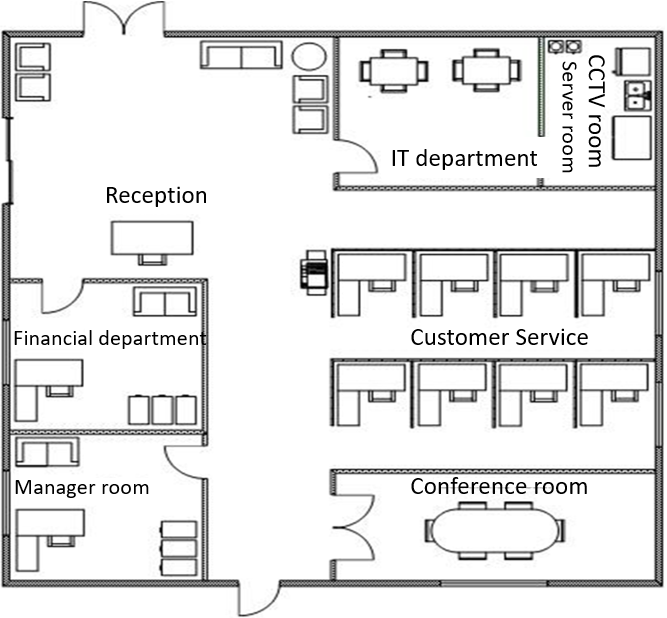 CCTV room
Server room
IT department
Reception
Financial department
Customer Service
Manager room
Conference room